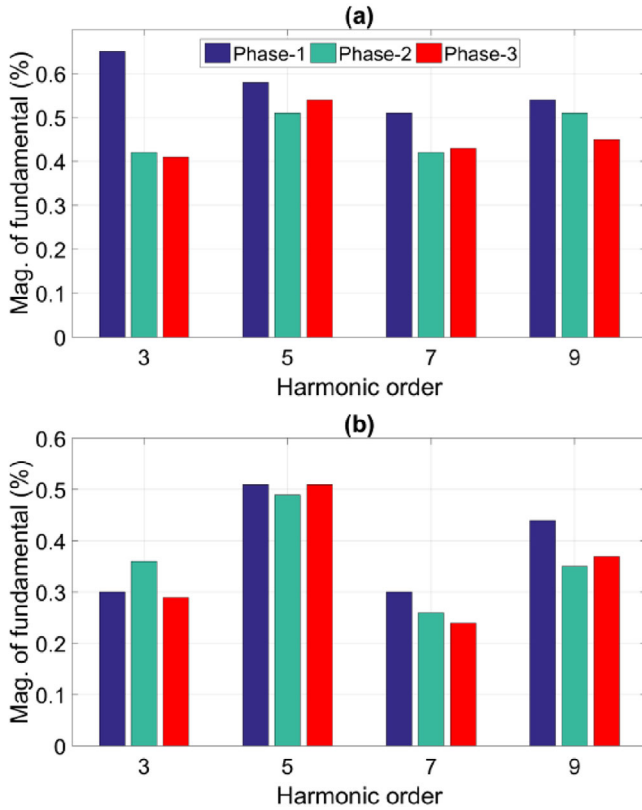 (a)
Mag. of fundamental (%)
Phase-1 Phase-2 Phase-3
0.6
0.5
0.4
0.3
0.2
0.1
0
3 5 7 9
Harmonic order
(b)
Mag. of fundamental (%)
0.6
0.5
0.4
0.3
0.2
0.1
0
3 5 7 9
Harmonic order